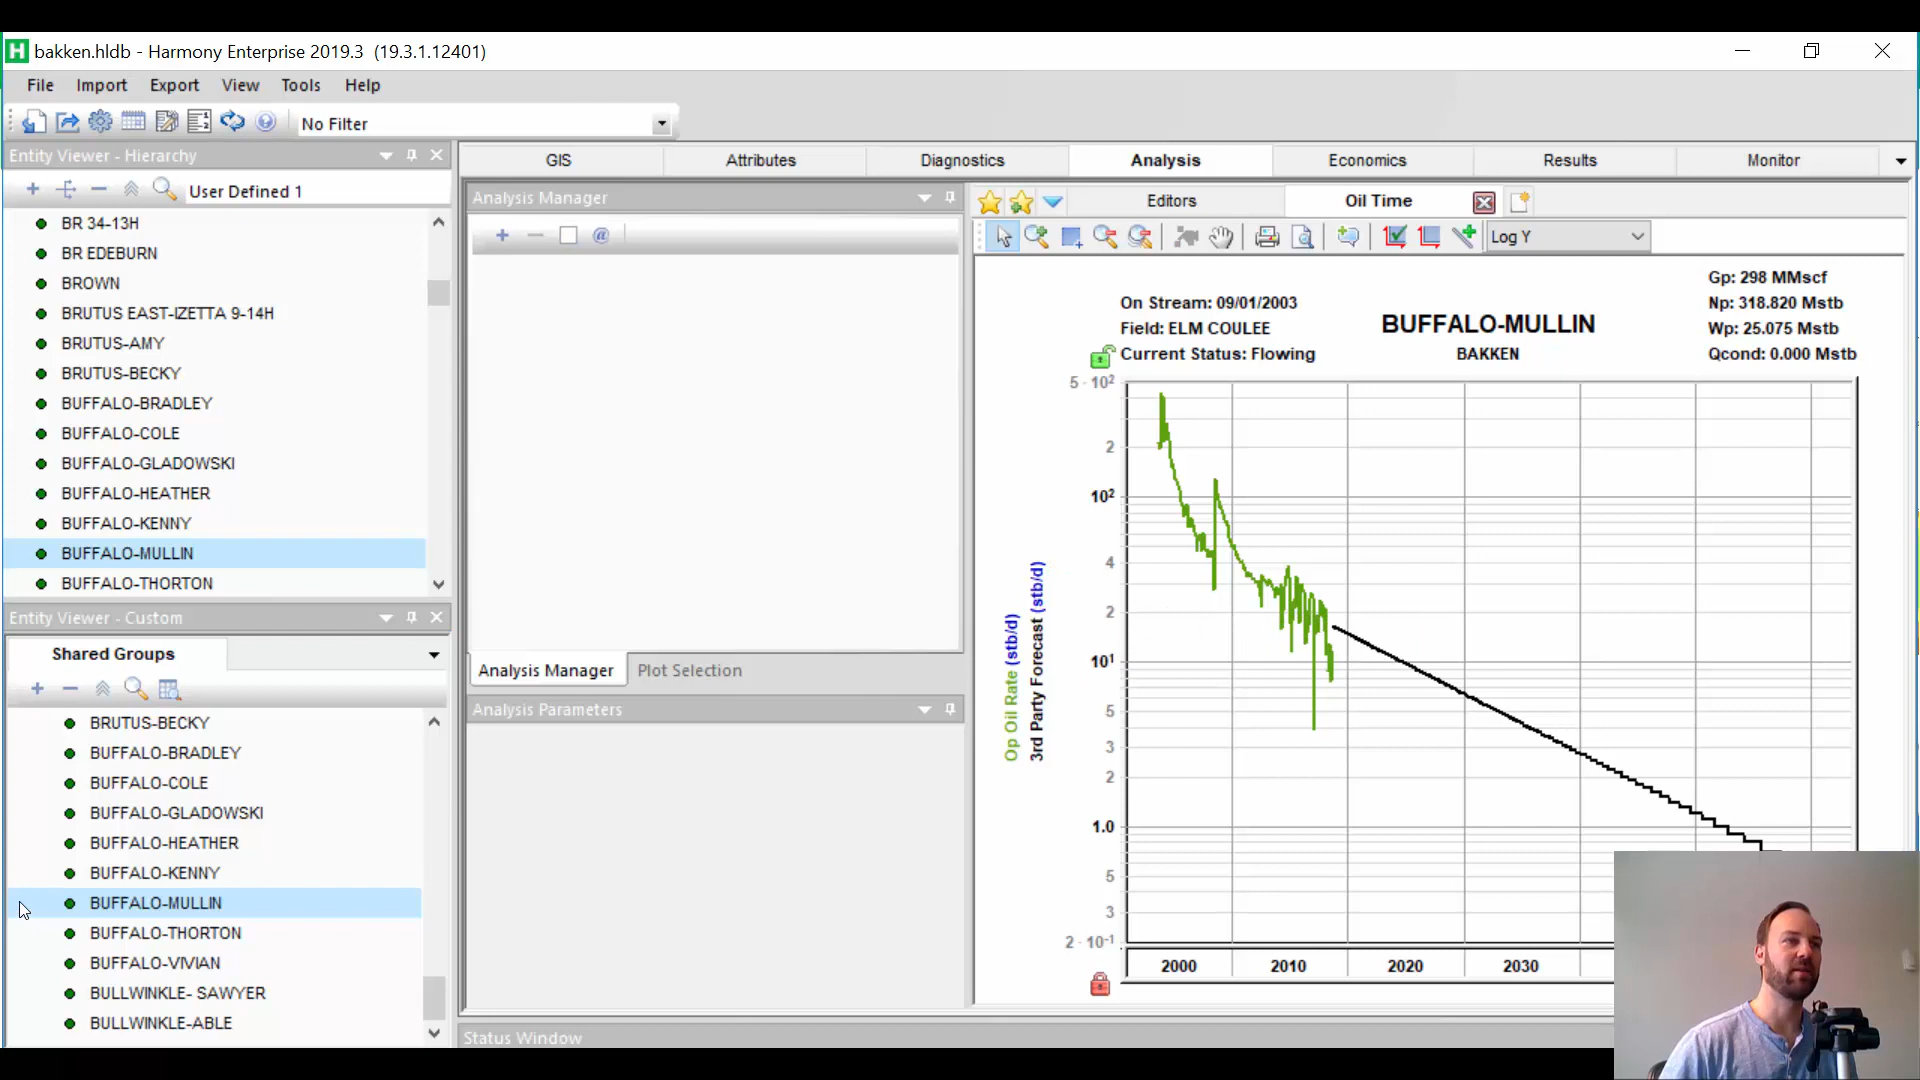 bakken.hldb - Harmony Enterprise 2019.3 (19.3.1.12401)
File Import Export View Tools Help
No Filter
Entity Viewer - Hierarchy
User Defined 1
BR 34-13H
BR EDEBURN
BROWN
BRUTUS EAST-IZETTA 9-14H
BRUTUS-AMY
BRUTUS-BECKY
BUFFALO-BRADLEY
BUFFALO-COLE
BUFFALO-GLADOWSKI
BUFFALO-HEATHER
BUFFALO-KENNY
BUFFALO-MULLIN
BUFFALO-THORTON
Entity Viewer - Custom
Shared Groups
BRUTUS-BECKY
BUFFALO-BRADLEY
BUFFALO-COLE
BUFFALO-GLADOWSKI
BUFFALO-HEATHER
BUFFALO-KENNY
BUFFALO-MULLIN
BUFFALO-THORTON
BUFFALO-VIVIAN
BULLWINKLE- SAWYER
BULLWINKLE-ABLE
GIS Attributes Diagnostics Analysis Economics Results Monitor
Analysis Manager
@
Analysis Manager Plot Selection
Analysis Parameters
Status Window
Editors Oil Time
Log Y
On Stream: 09/01/2003
Field: ELM COULEE
Current Status: Flowing
BUFFALO-MULLIN
BAKKEN
Gp: 298 MMscf
Np: 318.820 Mstb
Wp: 25.075 Mstb
Qcond: 0.000 Mstb
Op Oil Rate (stb/d)
3rd Party Forecast (stb/d)
5 · 10²
2
10²
4
2
10¹
5
3
2
1.0
5
3
2 · 10⁻¹
2000 2010 2020 2030